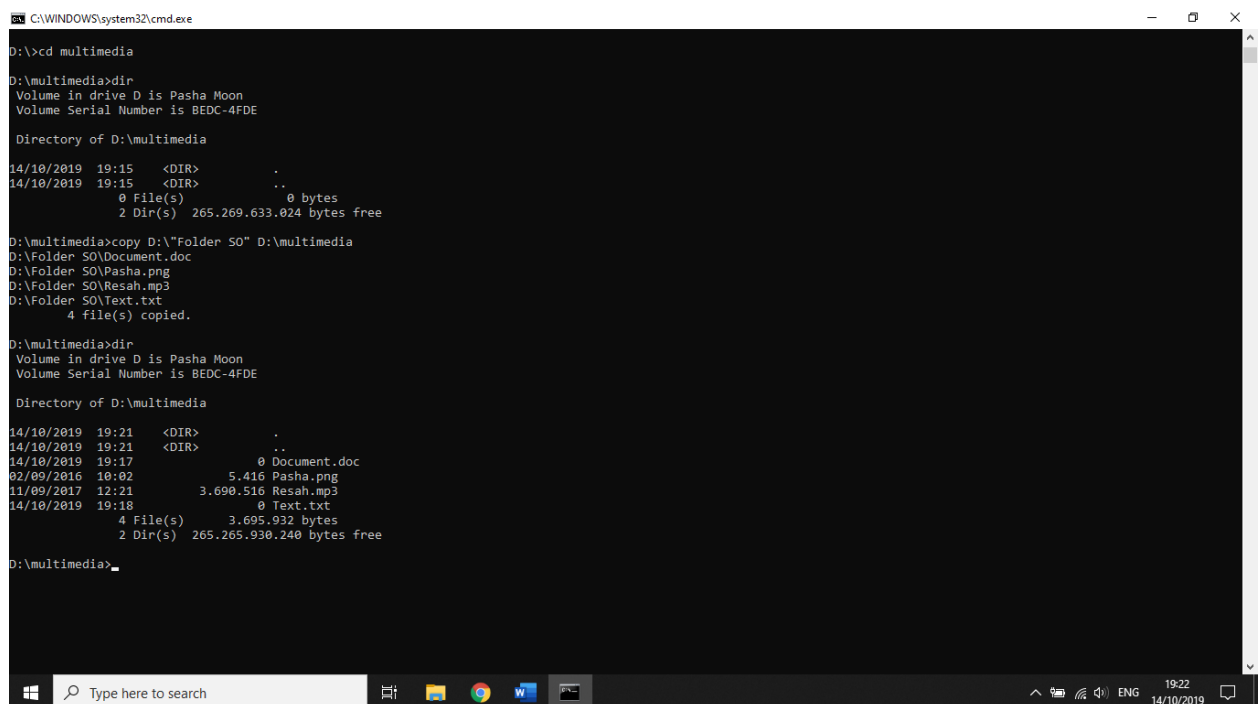 C:\WINDOWS\system32\cmd.exe
D:\>cd multimedia
D:\multimedia>dir
Volume in drive D is Pasha Moon
Volume Serial Number is BEDC-4FDE
Directory of D:\multimedia
14/10/2019  19:15    <DIR>          .
14/10/2019  19:15    <DIR>          ..
0 File(s)              0 bytes
2 Dir(s)  265.269.633.024 bytes free
D:\multimedia>copy D:\"Folder SO" D:\multimedia
D:\Folder SO\Document.doc
D:\Folder SO\Pasha.png
D:\Folder SO\Resah.mp3
D:\Folder SO\Text.txt
4 file(s) copied.
D:\multimedia>dir
Volume in drive D is Pasha Moon
Volume Serial Number is BEDC-4FDE
Directory of D:\multimedia
14/10/2019  19:21    <DIR>          .
14/10/2019  19:21    <DIR>          ..
14/10/2019  19:17                 0 Document.doc
02/09/2016  10:02             5.416 Pasha.png
11/09/2017  12:21         3.690.516 Resah.mp3
14/10/2019  19:18                 0 Text.txt
4 File(s)      3.695.932 bytes
2 Dir(s)  265.265.930.240 bytes free
D:\multimedia>_
Type here to search
ENG
19:22
14/10/2019